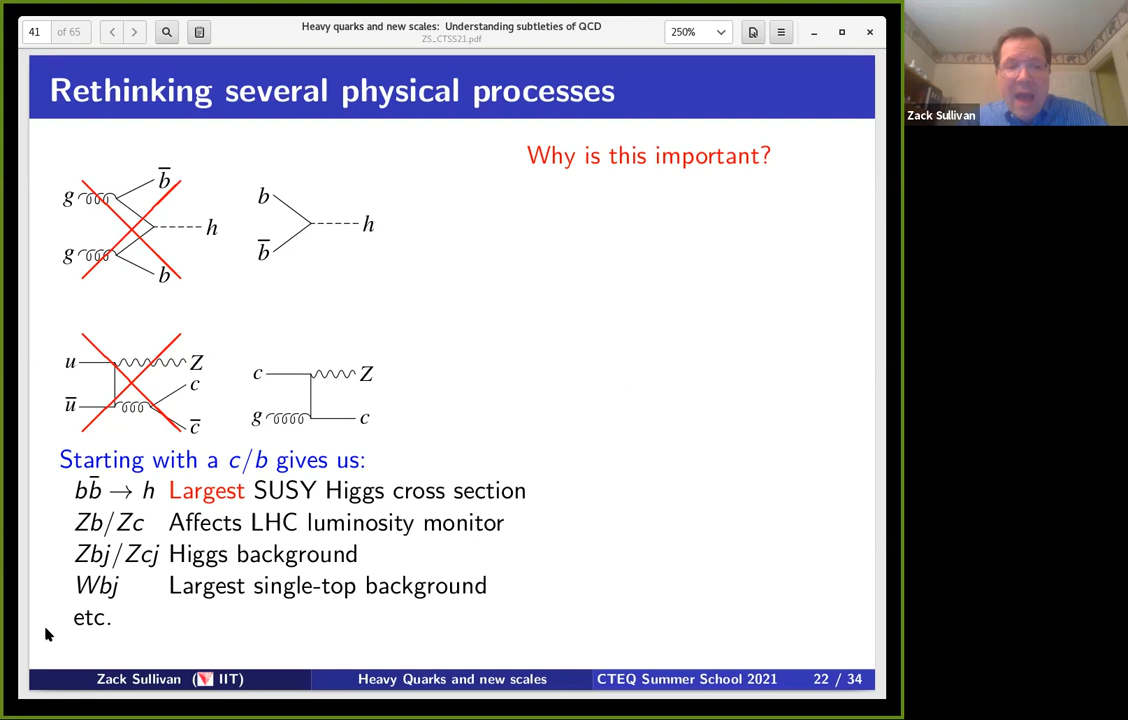 41 of 65
Heavy quarks and new scales: Understanding subtleties of QCD
ZS_CTSS21.pdf
250%
Rethinking several physical processes
Zack Sullivan
Why is this important?
g b̅
h
g b
b
h
b̅
u Z
c
u̅
c̅
c Z
g c
Starting with a c/b gives us:
bb̅ → h Largest SUSY Higgs cross section
Zb/Zc Affects LHC luminosity monitor
Zbj/Zcj Higgs background
Wbj Largest single-top background
etc.
Zack Sullivan ( IIT) Heavy Quarks and new scales CTEQ Summer School 2021 22 / 34